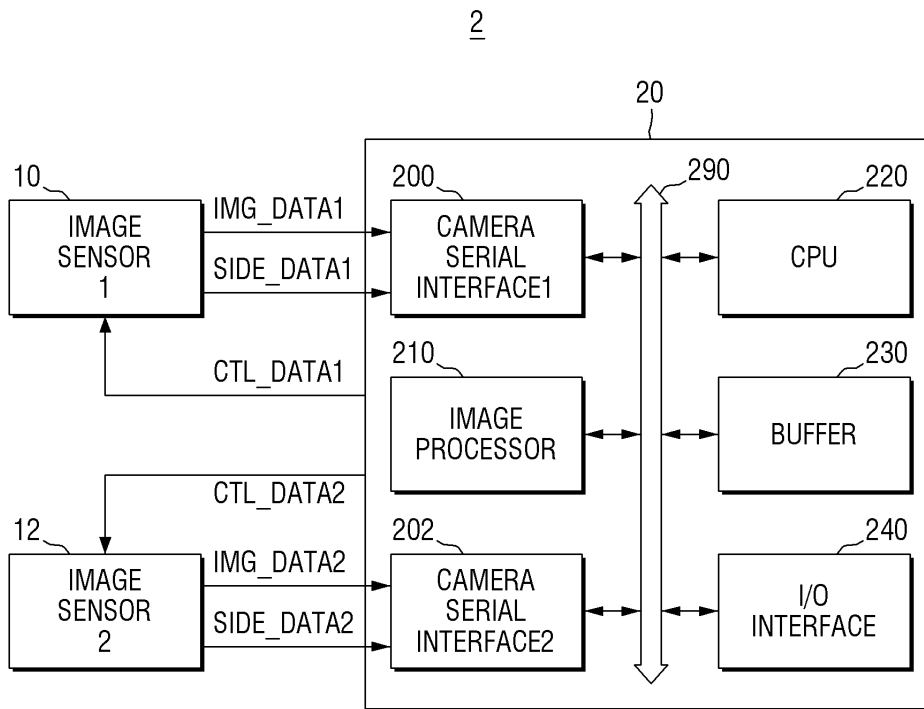 2
20
10
200
290
220
IMAGE
SENSOR
1
IMG_DATA1
SIDE_DATA1
CAMERA
SERIAL
INTERFACE1
CPU
CTL_DATA1
210
230
IMAGE
PROCESSOR
BUFFER
CTL_DATA2
12
202
240
IMAGE
SENSOR
2
IMG_DATA2
SIDE_DATA2
CAMERA
SERIAL
INTERFACE2
I/O
INTERFACE